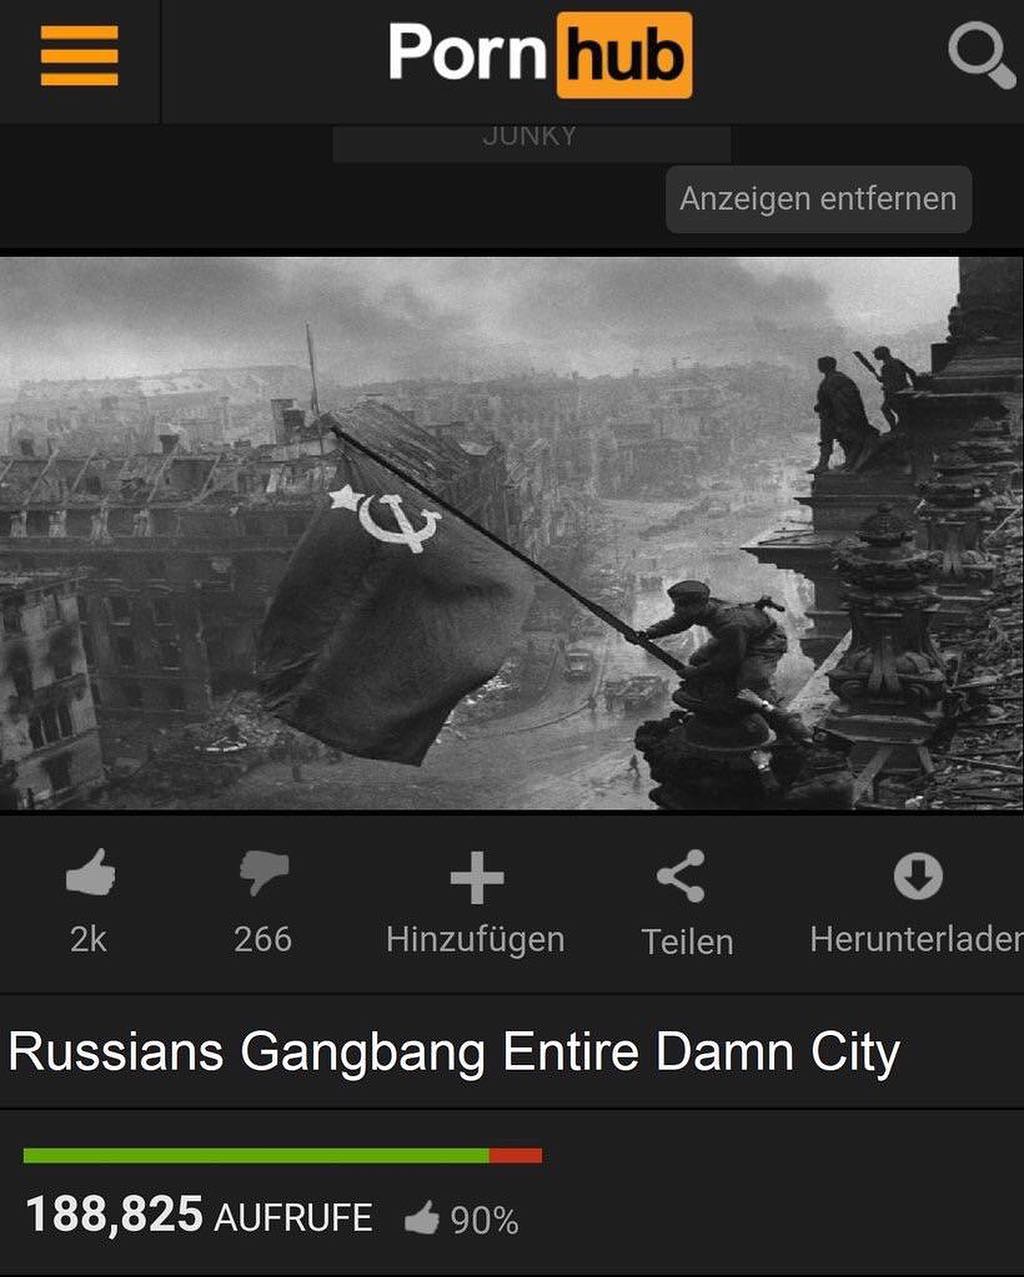 Porn hub
JUNKY
Anzeigen entfernen
2k
266
Hinzufügen
Teilen
Herunterladen
Russians Gangbang Entire Damn City
188,825 AUFRUFE 90%